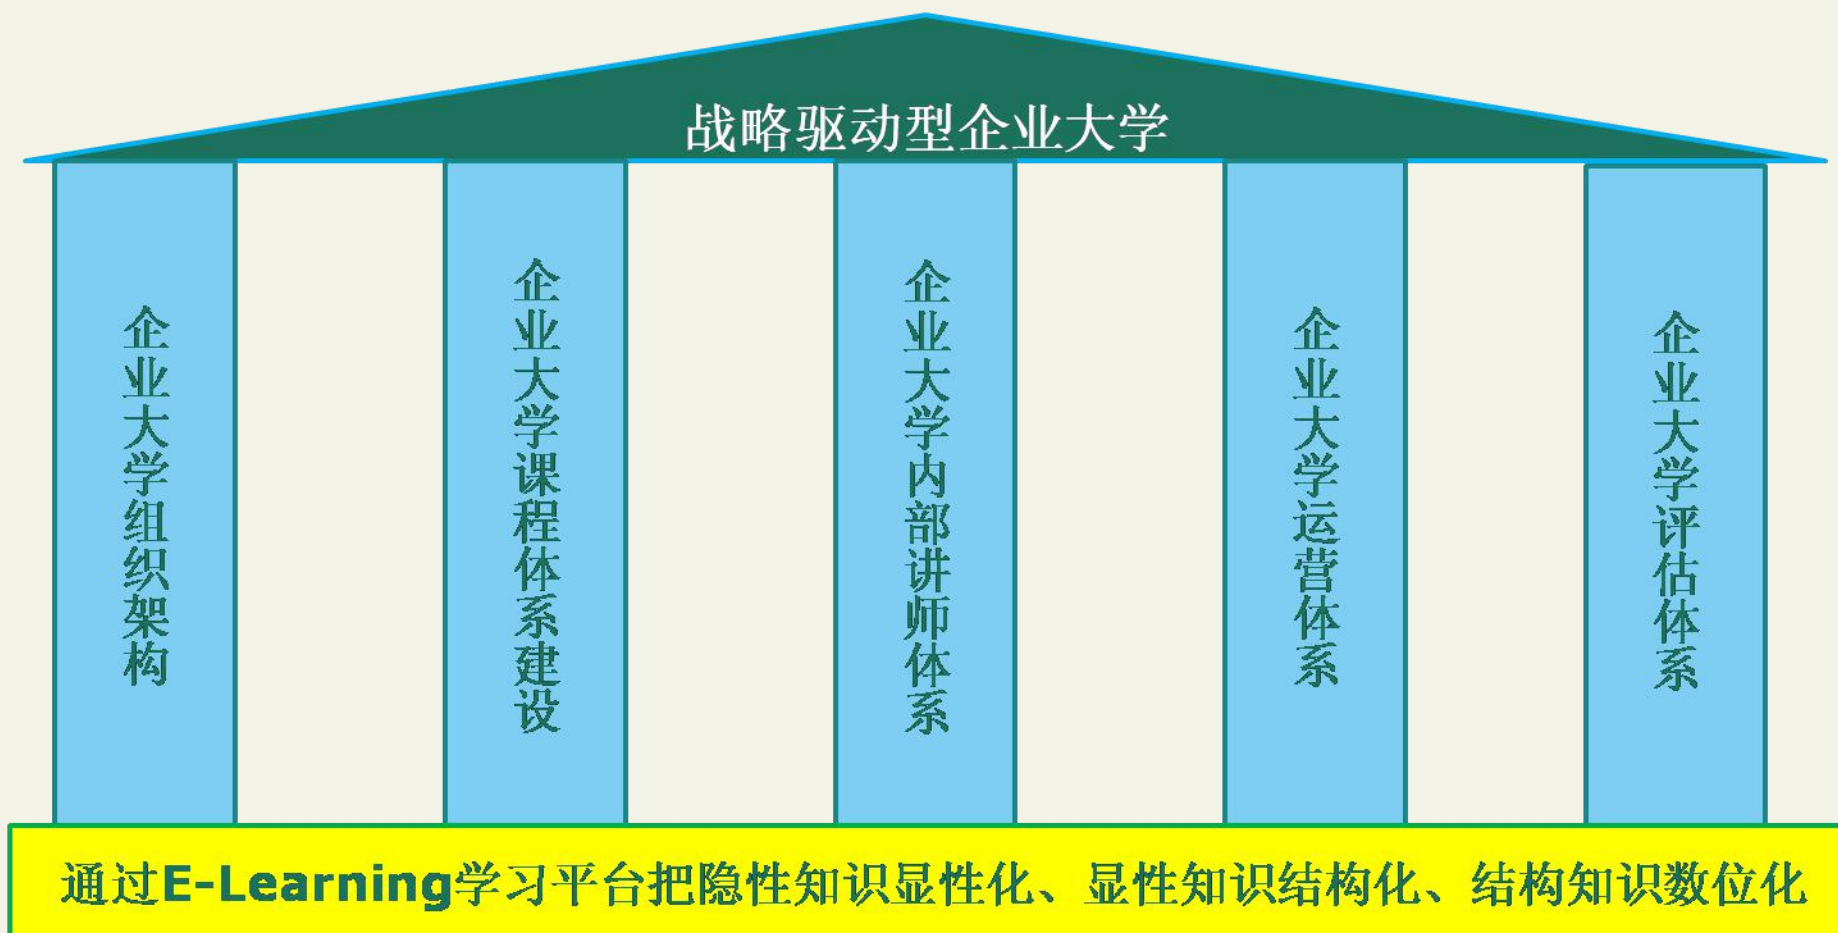 战略驱动型企业大学
企业大学组织架构
企业大学课程体系建设
企业大学内部讲师体系
企业大学运营体系
企业大学评估体系
通过E-Learning学习平台把隐性知识显性化、显性知识结构化、结构知识数位化